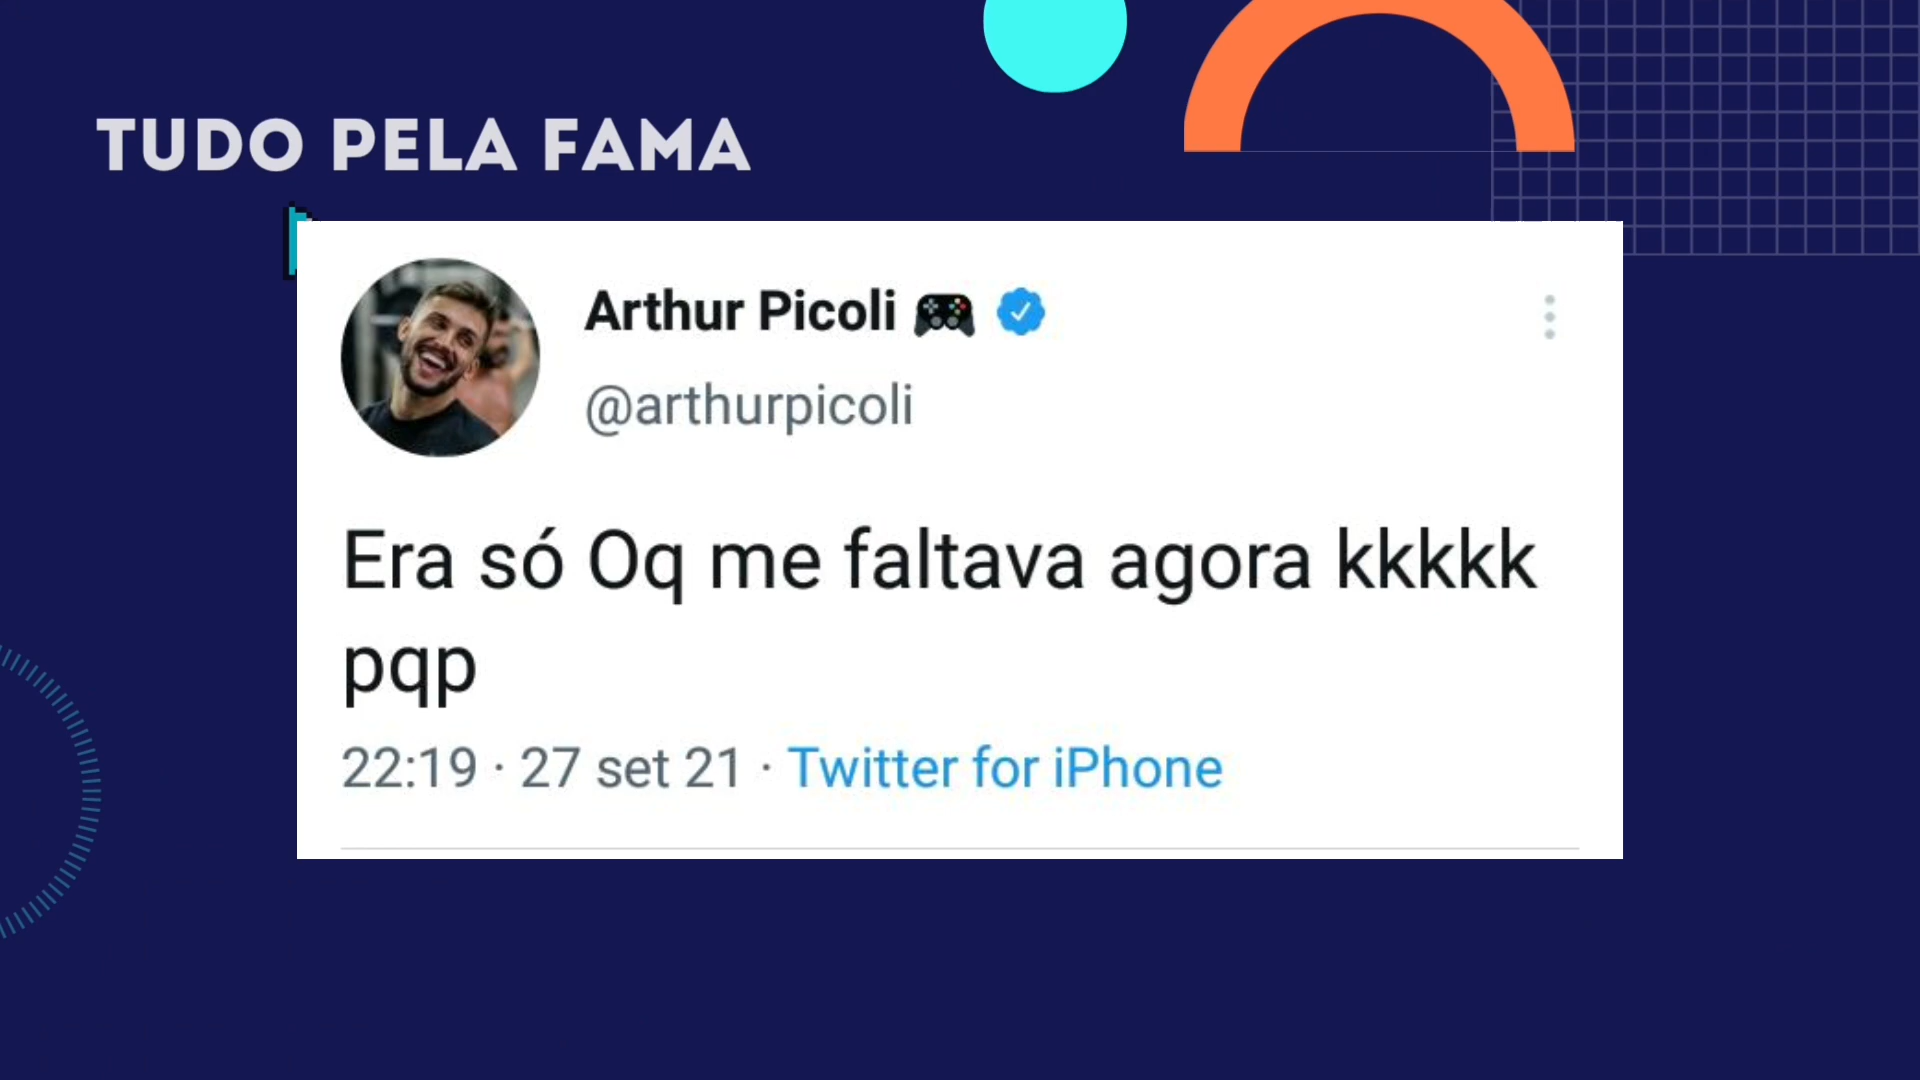 TUDO PELA FAMA
Arthur Picoli 🎮
@arthurpicoli
Era só Oq me faltava agora kkkkk
pqp
22:19 · 27 set 21 · Twitter for iPhone